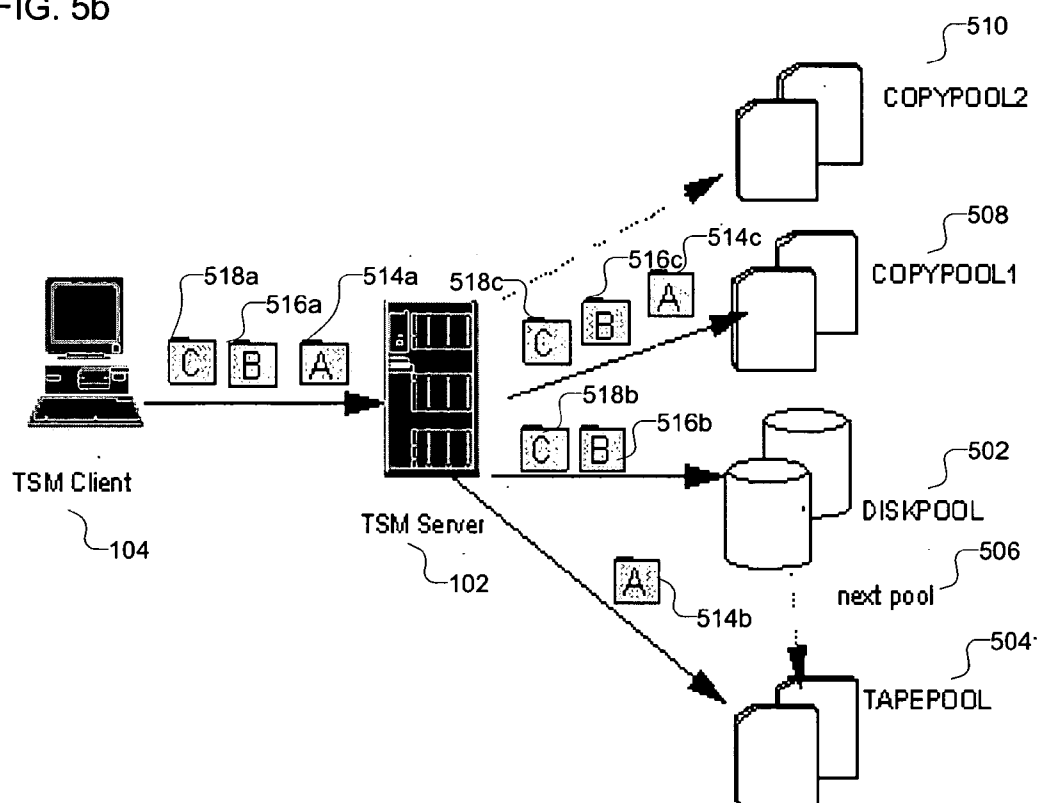 FIG. 5b
510
COPYPOOL2
508
514c
516c
COPYPOOL1
518c
518a
516a
514a
C
B
A
C
B
A
518b
C
B
516b
502
DISKPOOL
TSM Client
TSM Server
104
102
506
next pool
A
514b
504
TAPEPOOL